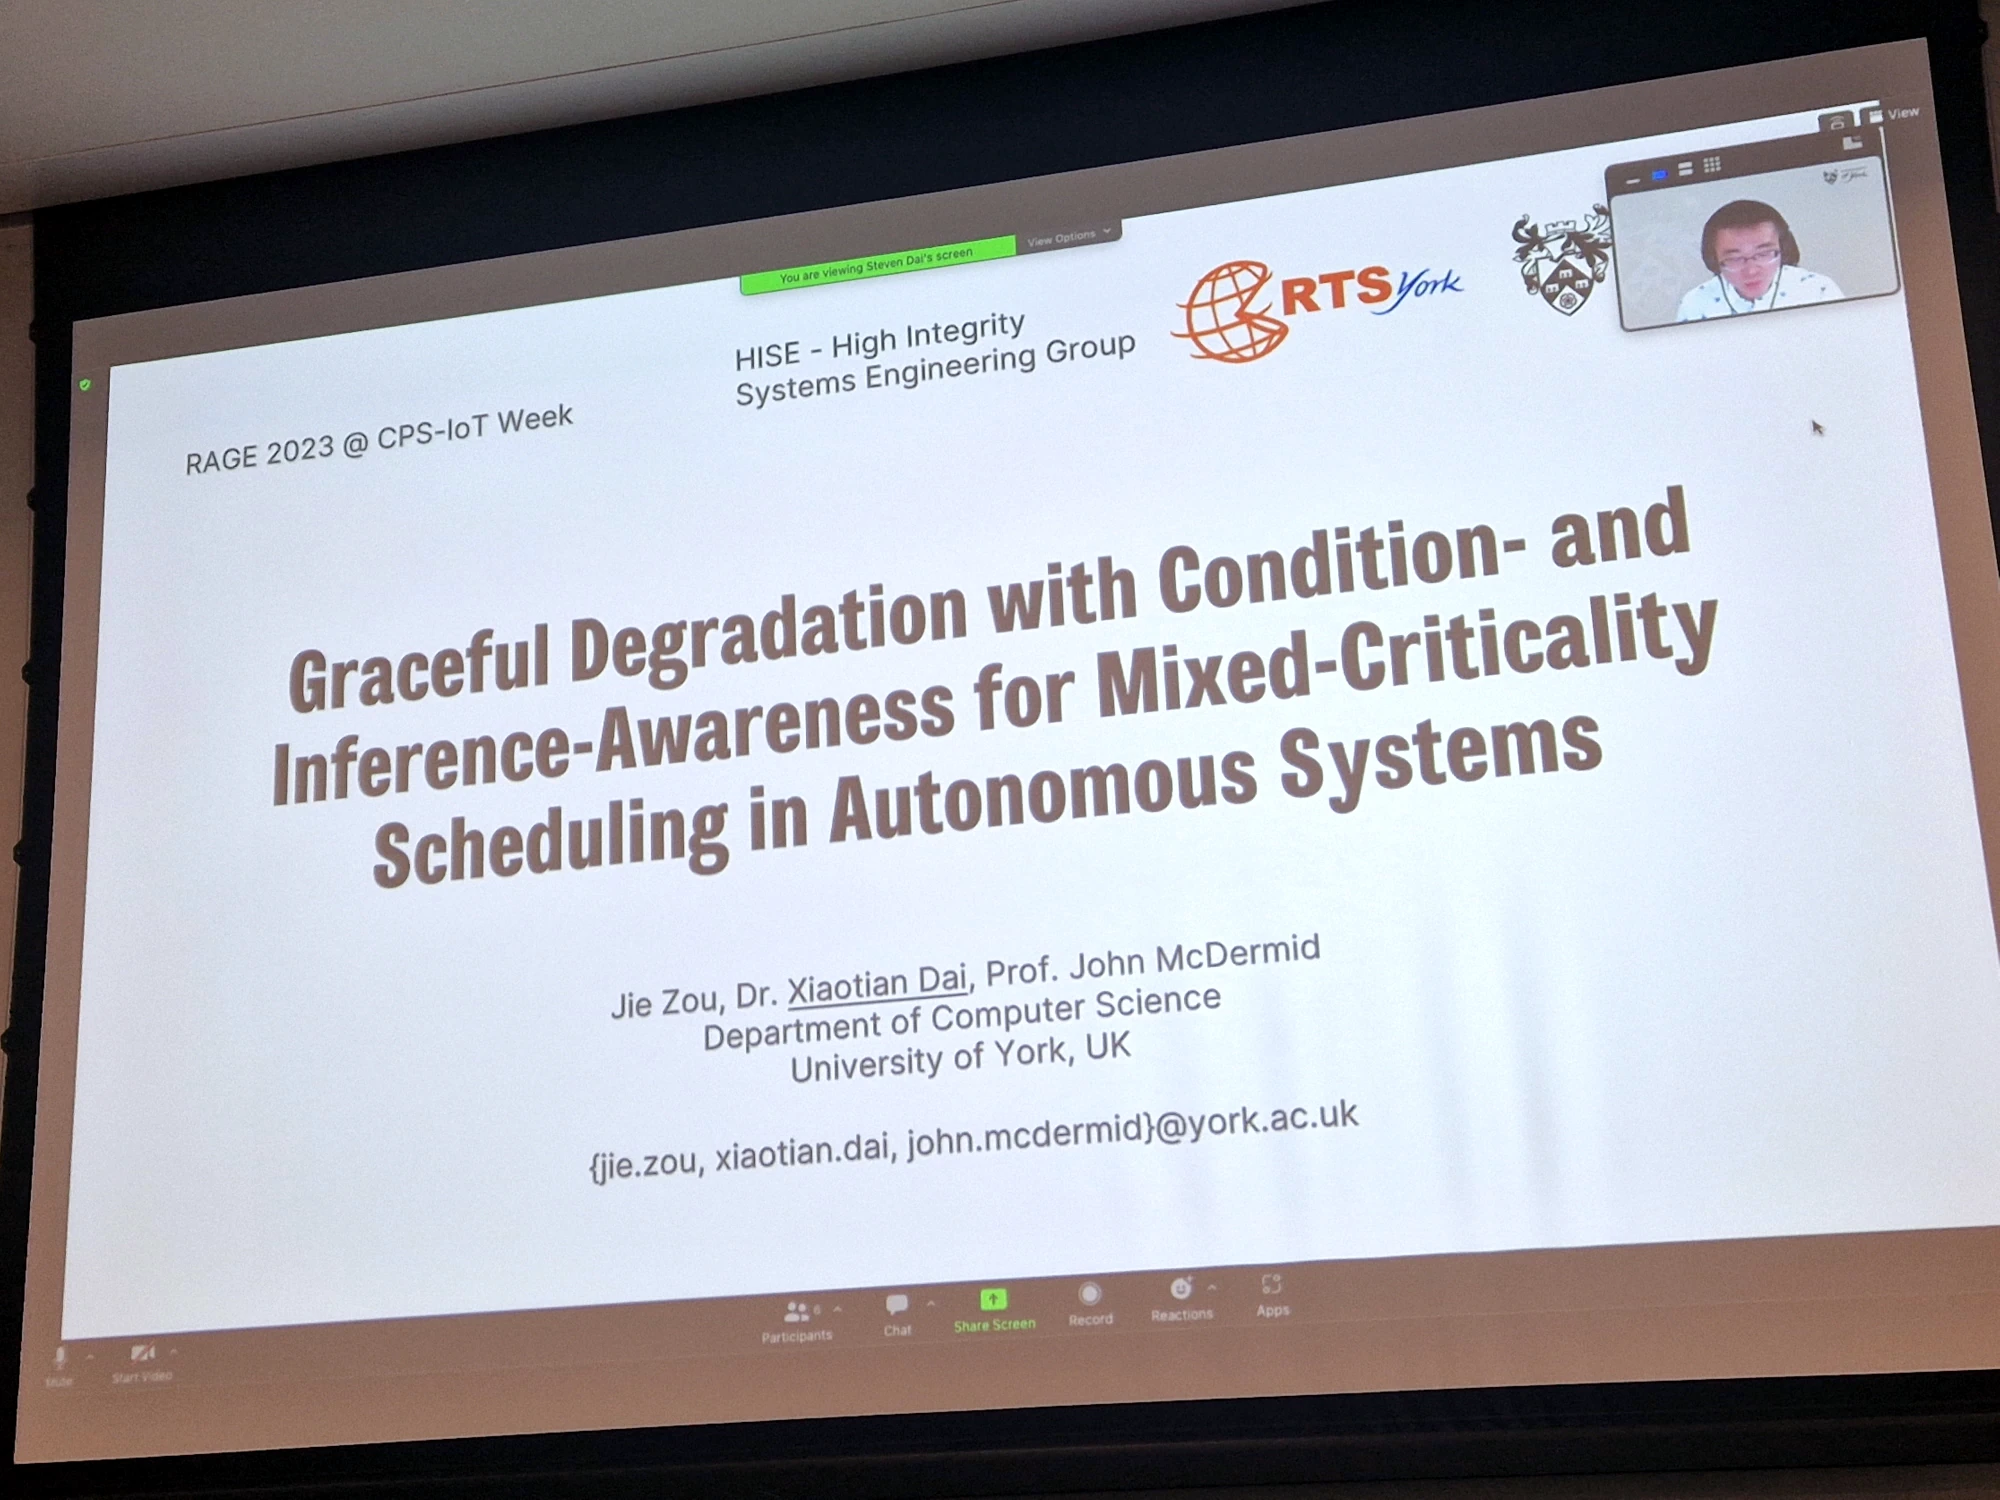 View
You are viewing Steven Dai's screen
View Options
HISE - High Integrity
Systems Engineering Group
RTS York
RAGE 2023 @ CPS-IoT Week
Graceful Degradation with Condition- and
Inference-Awareness for Mixed-Criticality
Scheduling in Autonomous Systems
Jie Zou, Dr. Xiaotian Dai, Prof. John McDermid
Department of Computer Science
University of York, UK
{jie.zou, xiaotian.dai, john.mcdermid}@york.ac.uk
Mute
Start Video
6
Participants
Chat
Share Screen
Record
Reactions
Apps